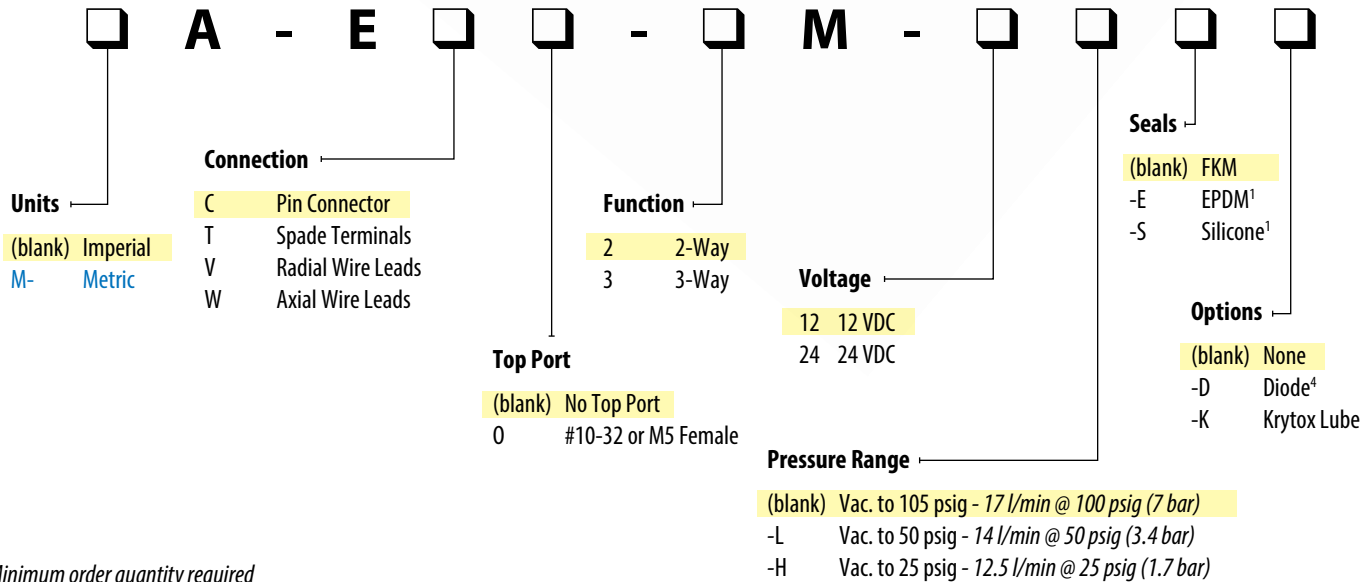 A - E - M -
Seals
(blank) FKM
-E EPDM¹
-S Silicone¹
Connection
C Pin Connector
T Spade Terminals
V Radial Wire Leads
W Axial Wire Leads
Units
(blank) Imperial
M- Metric
Function
2 2-Way
3 3-Way
Voltage
12 12 VDC
24 24 VDC
Options
(blank) None
-D Diode⁴
-K Krytox Lube
Top Port
(blank) No Top Port
O #10-32 or M5 Female
Pressure Range
(blank) Vac. to 105 psig - 17 l/min @ 100 psig (7 bar)
-L Vac. to 50 psig - 14 l/min @ 50 psig (3.4 bar)
-H Vac. to 25 psig - 12.5 l/min @ 25 psig (1.7 bar)
order quantity required